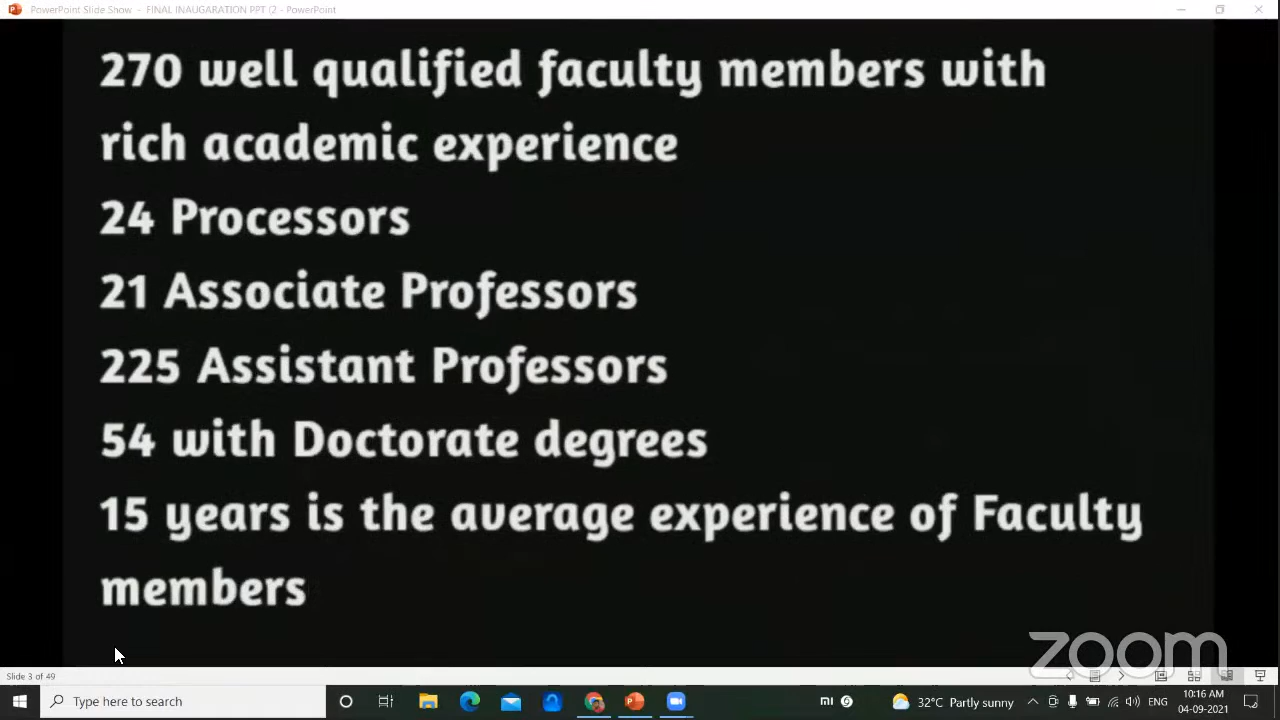 PowerPoint Slide Show - FINAL INAUGARATION PPT (2 - PowerPoint
270 well qualified faculty members with
rich academic experience
24 Processors
21 Associate Professors
225 Assistant Professors
54 with Doctorate degrees
15 years is the average experience of Faculty
members
zoom
Slide 3 of 49
Type here to search
mi
32°C Partly sunny
ENG
10:16 AM
04-09-2021